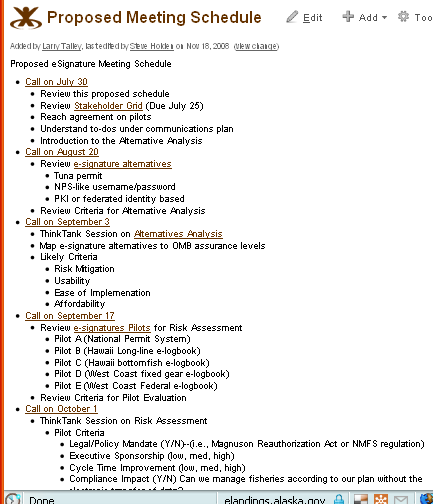 Proposed Meeting Schedule
Edit
Add
Too
Added by Larry Talley, last edited by Steve Holden on Nov 18, 2008 (view change)
Proposed eSignature Meeting Schedule
• Call on July 30
• Review this proposed schedule
• Review Stakeholder Grid (Due July 25)
• Reach agreement on pilots
• Understand to-dos under communications plan
• Introduction to the Alternative Analysis
• Call on August 20
• Review e-signature alternatives
• Tuna permit
• NPS-like username/password
• PKI or federated identity based
• Review Criteria for Alternative Analysis
• Call on September 3
• ThinkTank Session on Alternatives Analysis
• Map e-signature alternatives to OMB assurance levels
• Likely Criteria
• Risk Mitigation
• Usability
• Ease of Implemenation
• Affordability
• Call on September 17
• Review e-signatures Pilots for Risk Assessment
• Pilot A (National Permit System)
• Pilot B (Hawaii Long-line e-logbook)
• Pilot C (Hawaii bottomfish e-logbook)
• Pilot D (West Coast fixed gear e-logbook)
• Pilot E (West Coast Federal e-logbook)
• Review Criteria for Pilot Evaluation
• Call on October 1
• ThinkTank Session on Risk Assessment
• Pilot Criteria
• Legal/Policy Mandate (Y/N)--(i.e., Magnuson Reauthorization Act or NMFS regulation)
• Executive Sponsorship (low, med, high)
• Cycle Time Improvement (low, med, high)
• Compliance Impact (Y/N) Can we manage fisheries according to our plan without the
electronic transfer of data?
Done
elandings.alaska.gov